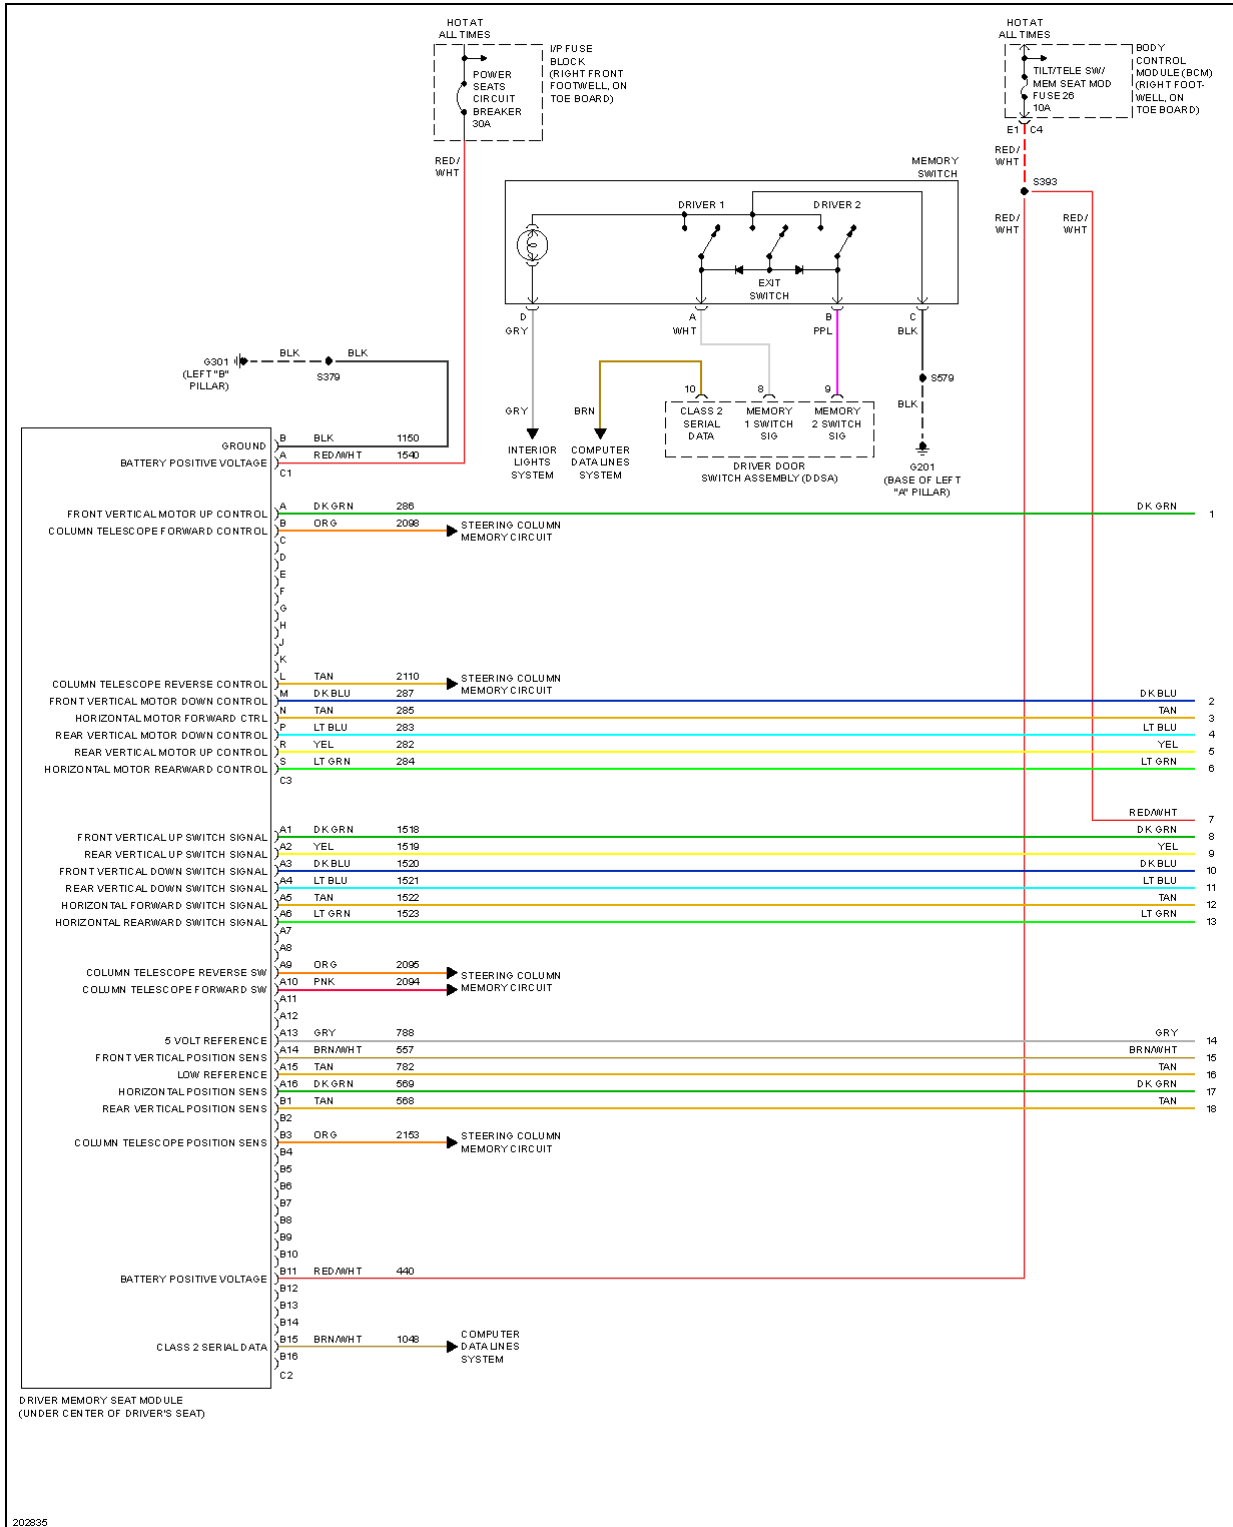 HOT AT
ALL TIMES
I/P FUSE
BLOCK
(RIGHT FRONT
FOOTWELL, ON
TOE BOARD)
POWER
SEATS
CIRCUIT
BREAKER
30A
HOT AT
ALL TIMES
BODY
CONTROL
MODULE (BCM)
(RIGHT FOOT-
WELL, ON
TOE BOARD)
TILT/TELE SW/
MEM SEAT MOD
FUSE 26
10A
E1 C4
RED/
WHT
RED/
WHT
S393
RED/
WHT
RED/
WHT
MEMORY
SWITCH
DRIVER 1
DRIVER 2
EXIT
SWITCH
D
A
B
C
GRY
WHT
PPL
BLK
G301
(LEFT "B"
PILLAR)
BLK
BLK
S379
S579
BLK
10
8
9
GRY
BRN
CLASS 2
SERIAL
DATA
MEMORY
1 SWITCH
SIG
MEMORY
2 SWITCH
SIG
INTERIOR
LIGHTS
SYSTEM
COMPUTER
DATA LINES
SYSTEM
DRIVER DOOR
SWITCH ASSEMBLY (DDSA)
G201
(BASE OF LEFT
"A" PILLAR)
GROUND B BLK 1150
BATTERY POSITIVE VOLTAGE A RED/WHT 1540
C1
FRONT VERTICAL MOTOR UP CONTROL A DK GRN 286 DK GRN 1
COLUMN TELESCOPE FORWARD CONTROL B ORG 2098 STEERING COLUMN
MEMORY CIRCUIT
C
D
E
F
G
H
J
K
COLUMN TELESCOPE REVERSE CONTROL L TAN 2110 STEERING COLUMN
MEMORY CIRCUIT
FRONT VERTICAL MOTOR DOWN CONTROL M DK BLU 287 DK BLU 2
HORIZONTAL MOTOR FORWARD CTRL N TAN 285 TAN 3
REAR VERTICAL MOTOR DOWN CONTROL P LT BLU 283 LT BLU 4
REAR VERTICAL MOTOR UP CONTROL R YEL 282 YEL 5
HORIZONTAL MOTOR REARWARD CONTROL S LT GRN 284 LT GRN 6
C3
RED/WHT 7
FRONT VERTICAL UP SWITCH SIGNAL A1 DK GRN 1518 DK GRN 8
REAR VERTICAL UP SWITCH SIGNAL A2 YEL 1519 YEL 9
FRONT VERTICAL DOWN SWITCH SIGNAL A3 DK BLU 1520 DK BLU 10
REAR VERTICAL DOWN SWITCH SIGNAL A4 LT BLU 1521 LT BLU 11
HORIZONTAL FORWARD SWITCH SIGNAL A5 TAN 1522 TAN 12
HORIZONTAL REARWARD SWITCH SIGNAL A6 LT GRN 1523 LT GRN 13
A7
A8
COLUMN TELESCOPE REVERSE SW A9 ORG 2095 STEERING COLUMN
COLUMN TELESCOPE FORWARD SW A10 PNK 2094 MEMORY CIRCUIT
A11
A12
5 VOLT REFERENCE A13 GRY 788 GRY 14
FRONT VERTICAL POSITION SENS A14 BRN/WHT 557 BRN/WHT 15
LOW REFERENCE A15 TAN 782 TAN 16
HORIZONTAL POSITION SENS A16 DK GRN 569 DK GRN 17
REAR VERTICAL POSITION SENS B1 TAN 568 TAN 18
B2
COLUMN TELESCOPE POSITION SENS B3 ORG 2153 STEERING COLUMN
MEMORY CIRCUIT
B4
B5
B6
B7
B8
B9
B10
BATTERY POSITIVE VOLTAGE B11 RED/WHT 440
B12
B13
B14
CLASS 2 SERIAL DATA B15 BRN/WHT 1048 COMPUTER
DATA LINES
SYSTEM
B16
C2
DRIVER MEMORY SEAT MODULE
(UNDER CENTER OF DRIVER'S SEAT)
202835